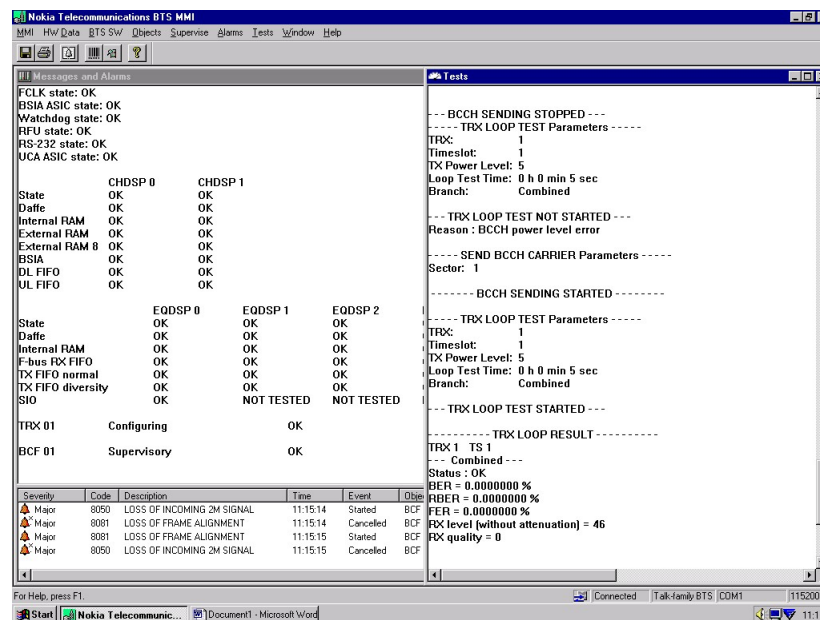 Nokia Telecommunications BTS MMI
MMI HW Data BTS SW Objects Supervise Alarms Tests Window Help
Messages and Alarms
FCLK state: OK
BSIA ASIC state: OK
Watchdog state: OK
RFU state: OK
RS-232 state: OK
UCA ASIC state: OK
CHDSP 0 CHDSP 1
State OK OK
Daffe OK OK
Internal RAM OK OK
External RAM OK OK
External RAM 8 OK OK
BSIA OK OK
DL FIFO OK OK
UL FIFO OK OK
EQDSP 0 EQDSP 1 EQDSP 2
State OK OK OK
Daffe OK OK OK
Internal RAM OK OK OK
F-bus RX FIFO OK OK OK
TX FIFO normal OK OK OK
TX FIFO diversity OK OK OK
SIO OK NOT TESTED NOT TESTED
TRX 01 Configuring OK
BCF 01 Supervisory OK
Severity Code Description Time Event Obje
Major 8050 LOSS OF INCOMING 2M SIGNAL 11:15:14 Started BCF
Major 8081 LOSS OF FRAME ALIGNMENT 11:15:14 Cancelled BCF
Major 8081 LOSS OF FRAME ALIGNMENT 11:15:15 Started BCF
Major 8050 LOSS OF INCOMING 2M SIGNAL 11:15:15 Cancelled BCF
Tests
--- BCCH SENDING STOPPED ---
----- TRX LOOP TEST Parameters -----
TRX: 1
Timeslot: 1
TX Power Level: 5
Loop Test Time: 0 h 0 min 5 sec
Branch: Combined
--- TRX LOOP TEST NOT STARTED ---
Reason : BCCH power level error
----- SEND BCCH CARRIER Parameters -----
Sector: 1
------- BCCH SENDING STARTED --------
----- TRX LOOP TEST Parameters -----
TRX: 1
Timeslot: 1
TX Power Level: 5
Loop Test Time: 0 h 0 min 5 sec
Branch: Combined
--- TRX LOOP TEST STARTED ---
---------- TRX LOOP RESULT ----------
TRX 1 TS 1
--- Combined ---
Status : OK
BER = 0.0000000 %
RBER = 0.0000000 %
FER = 0.0000000 %
RX level (without attenuation) = 46
RX quality = 0
For Help, press F1.
Connected Talk-family BTS COM1 115200
Start Nokia Telecommunic... Document1 - Microsoft Word 11:1